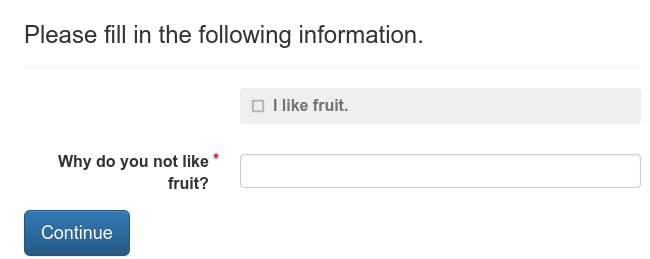 Please fill in the following information.
I like fruit.
Why do you not like *
fruit?
Continue